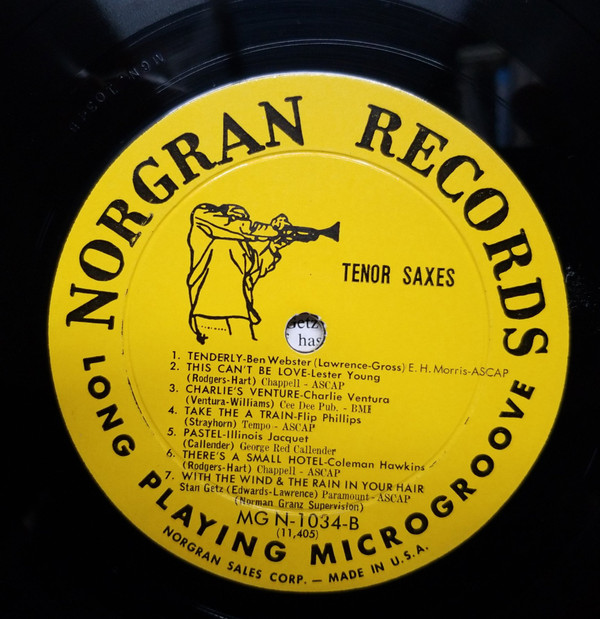 NORGRAN RECORDS
TENOR SAXES
Getz
has
1. TENDERLY-Ben Webster (Lawrence-Gross) E. H. Morris-ASCAP
2. THIS CAN'T BE LOVE-Lester Young
(Rodgers-Hart) Chappell - ASCAP
3. CHARLIE'S VENTURE-Charlie Ventura
(Ventura-Williams) Cee Dee Pub. - BMI
4. TAKE THE A TRAIN-Flip Phillips
(Strayhorn) Tempo - ASCAP
5. PASTEL-Illinois Jacquet
(Callender) George Red Callender
6. THERE'S A SMALL HOTEL-Coleman Hawkins
(Rodgers-Hart) Chappell - ASCAP
7. WITH THE WIND & THE RAIN IN YOUR HAIR
Stan Getz (Edwards-Lawrence) Paramount-ASCAP
(Norman Granz Supervision)
MG N-1034-B
(11,405)
LONG PLAYING MICROGROOVE
NORGRAN SALES CORP. — MADE IN U.S.A.